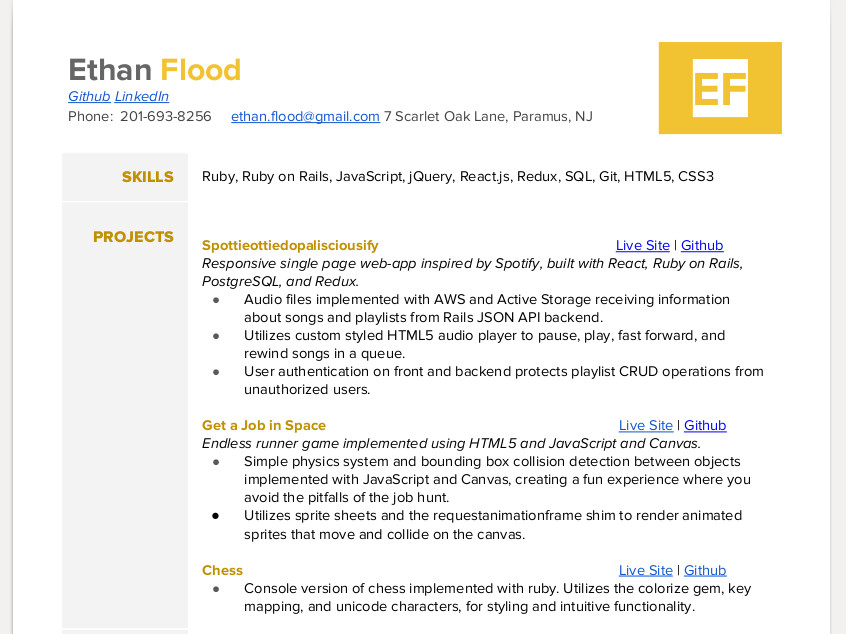 Ethan Flood
EF
Github LinkedIn
Phone: 201-693-8256 ethan.flood@gmail.com 7 Scarlet Oak Lane, Paramus, NJ
SKILLS
Ruby, Ruby on Rails, JavaScript, jQuery, React.js, Redux, SQL, Git, HTML5, CSS3
PROJECTS
Spottieottiedopalisciousify Live Site | Github
Responsive single page web-app inspired by Spotify, built with React, Ruby on Rails,
PostgreSQL, and Redux.
● Audio files implemented with AWS and Active Storage receiving information
about songs and playlists from Rails JSON API backend.
● Utilizes custom styled HTML5 audio player to pause, play, fast forward, and
rewind songs in a queue.
● User authentication on front and backend protects playlist CRUD operations from
unauthorized users.
Get a Job in Space Live Site | Github
Endless runner game implemented using HTML5 and JavaScript and Canvas.
● Simple physics system and bounding box collision detection between objects
implemented with JavaScript and Canvas, creating a fun experience where you
avoid the pitfalls of the job hunt.
● Utilizes sprite sheets and the requestanimationframe shim to render animated
sprites that move and collide on the canvas.
Chess Live Site | Github
● Console version of chess implemented with ruby. Utilizes the colorize gem, key
mapping, and unicode characters, for styling and intuitive functionality.